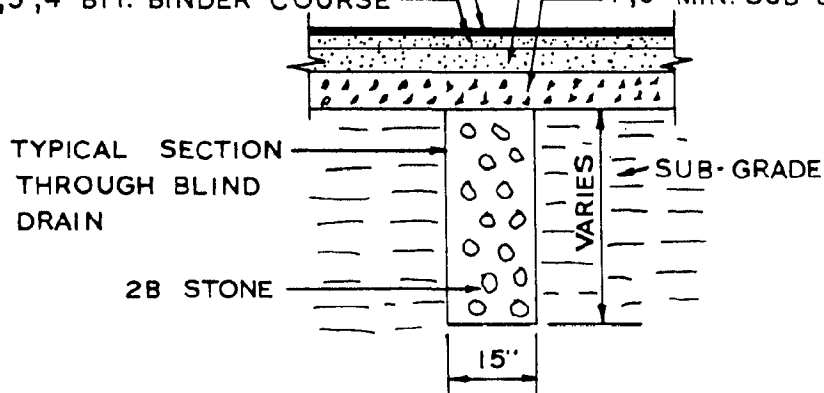 BIT. BINDER COURSE
MIN. SUB
TYPICAL SECTION
THROUGH BLIND
DRAIN
SUB-GRADE
VARIES
2B STONE
15"